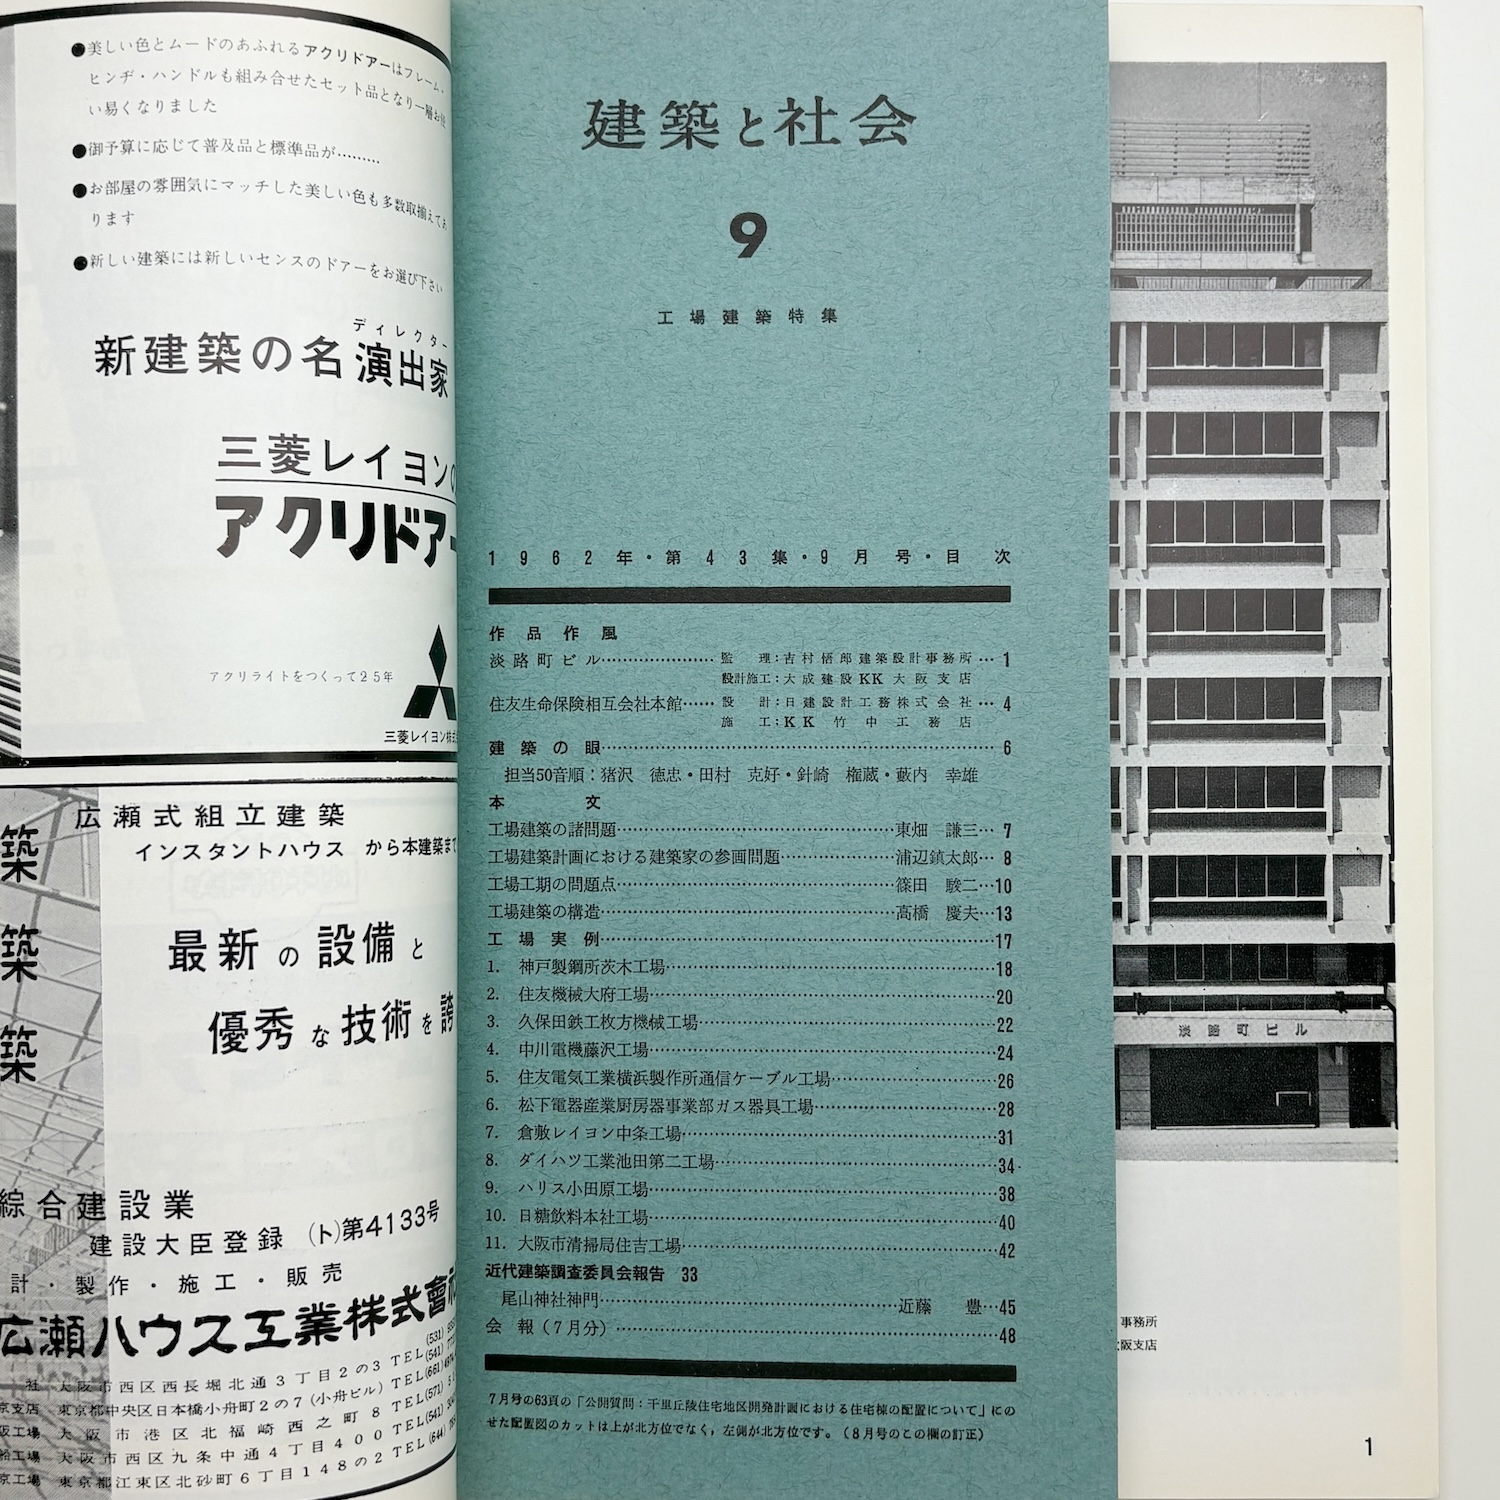 ●美しい色とムードのあふれるアクリドアーはフレーム・
ヒンヂ・ハンドルも組み合せたセット品となり一層お使
い易くなりました
●御予算に応じて普及品と標準品が………
●お部屋の雰囲気にマッチした美しい色も多数取揃えてあ
ります
●新しい建築には新しいセンスのドアーをお選び下さい
ディレクター
新建築の名演出家
三菱レイヨンの
アクリドアー
アクリライトをつくって25年
三菱レイヨン株式
広瀬式組立建築
インスタントハウス から本建築まで
築
築
築
最新の設備と
優秀な技術を誇
綜合建設業
建設大臣登録 (ト)第4133号
計・製作・施工・販売
広瀬ハウス工業株式會社
社 大阪市西区西長堀北通3丁目2の3 TEL
京支店 東京都中央区日本橋小舟町2の7(小舟ビル) TEL
阪工場 大阪市港区北福崎西之町8 TEL
船工場 大阪市西区九条中通4丁目400 TEL
京工場 東京都江東区北砂町6丁目148の2 TEL
建築と社会
9
工場建築特集
1962年・第43集・9月号・目次
作品作風
淡路町ビル…………………監理:吉村悟郎建築設計事務所…1
設計施工:大成建設KK大阪支店
住友生命保険相互会社本館……設計:日建設計工務株式会社…4
施工:KK竹中工務店
建築の眼……………………………………6
担当50音順:猪沢 徳忠・田村 克好・針崎 権蔵・藪内 幸雄
本文
工場建築の諸問題……………………………東畑 謙三…7
工場建築計画における建築家の参画問題……………浦辺鎮太郎…8
工場工期の問題点……………………………篠田 駿二…10
工場建築の構造………………………………高橋 慶夫…13
工場実例……………………………………17
1. 神戸製鋼所茨木工場……………………………18
2. 住友機械大府工場………………………………20
3. 久保田鉄工枚方機械工場…………………………22
4. 中川電機藤沢工場………………………………24
5. 住友電気工業横浜製作所通信ケーブル工場……………26
6. 松下電器産業厨房器事業部ガス器具工場………………28
7. 倉敷レイヨン中条工場……………………………31
8. ダイハツ工業池田第二工場…………………………34
9. ハリス小田原工場………………………………38
10. 日糖飲料本社工場………………………………40
11. 大阪市清掃局住吉工場……………………………42
近代建築調査委員会報告 33
尾山神社神門……………………………近藤 豊…45
会報(7月分)……………………………………48
7月号の63頁の「公開質問:千里丘陵住宅地区開発計画における住宅棟の配置について」にの
せた配置図のカットは上が北方位でなく,左側が北方位です。(8月号のこの欄の訂正)
淡路町ビル
事務所
大阪支店
1